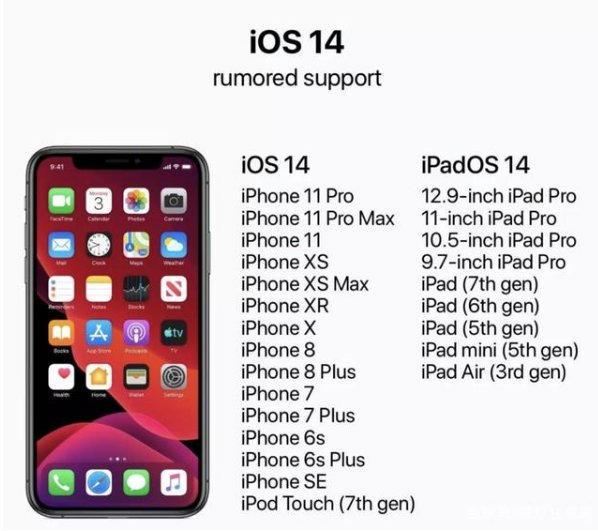 iOS 14
rumored support
9:41
FaceTime
Calendar
Photos
Camera
Monday
3
Mail
Clock
Maps
Weather
Reminders
Notes
Stocks
News
Books
App Store
Podcasts
TV
tv
Health
Home
Wallet
Settings
iOS 14
iPhone 11 Pro
iPhone 11 Pro Max
iPhone 11
iPhone XS
iPhone XS Max
iPhone XR
iPhone X
iPhone 8
iPhone 8 Plus
iPhone 7
iPhone 7 Plus
iPhone 6s
iPhone 6s Plus
iPhone SE
iPod Touch (7th gen)
iPadOS 14
12.9-inch iPad Pro
11-inch iPad Pro
10.5-inch iPad Pro
9.7-inch iPad Pro
iPad (7th gen)
iPad (6th gen)
iPad (5th gen)
iPad mini (5th gen)
iPad Air (3rd gen)